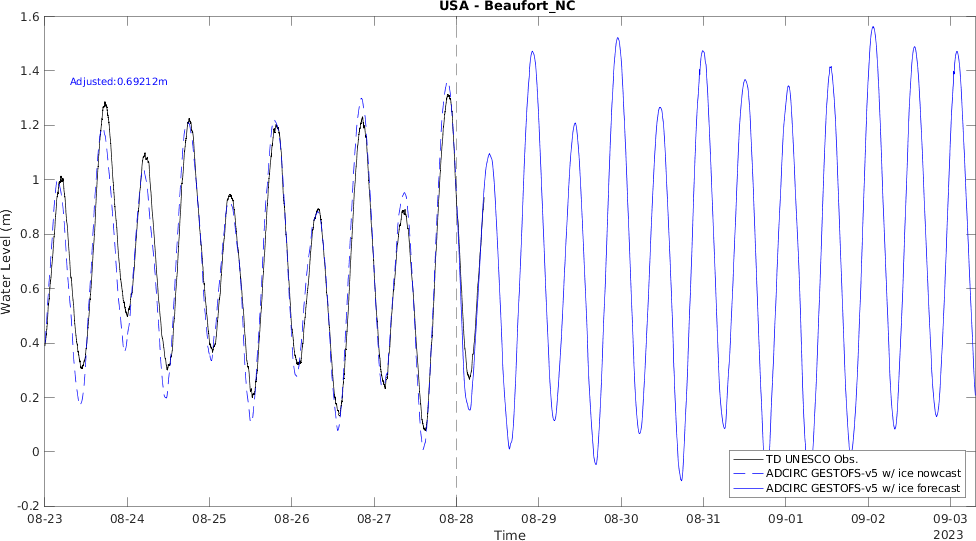 USA - Beaufort_NC
1.6
1.4
1.2
1
0.8
0.6
0.4
0.2
0
-0.2
Water Level (m)
Adjusted:0.69212m
TD UNESCO Obs.
ADCIRC GESTOFS-v5 w/ ice nowcast
ADCIRC GESTOFS-v5 w/ ice forecast
08-23 08-24 08-25 08-26 08-27 08-28 08-29 08-30 08-31 09-01 09-02 09-03
Time
2023